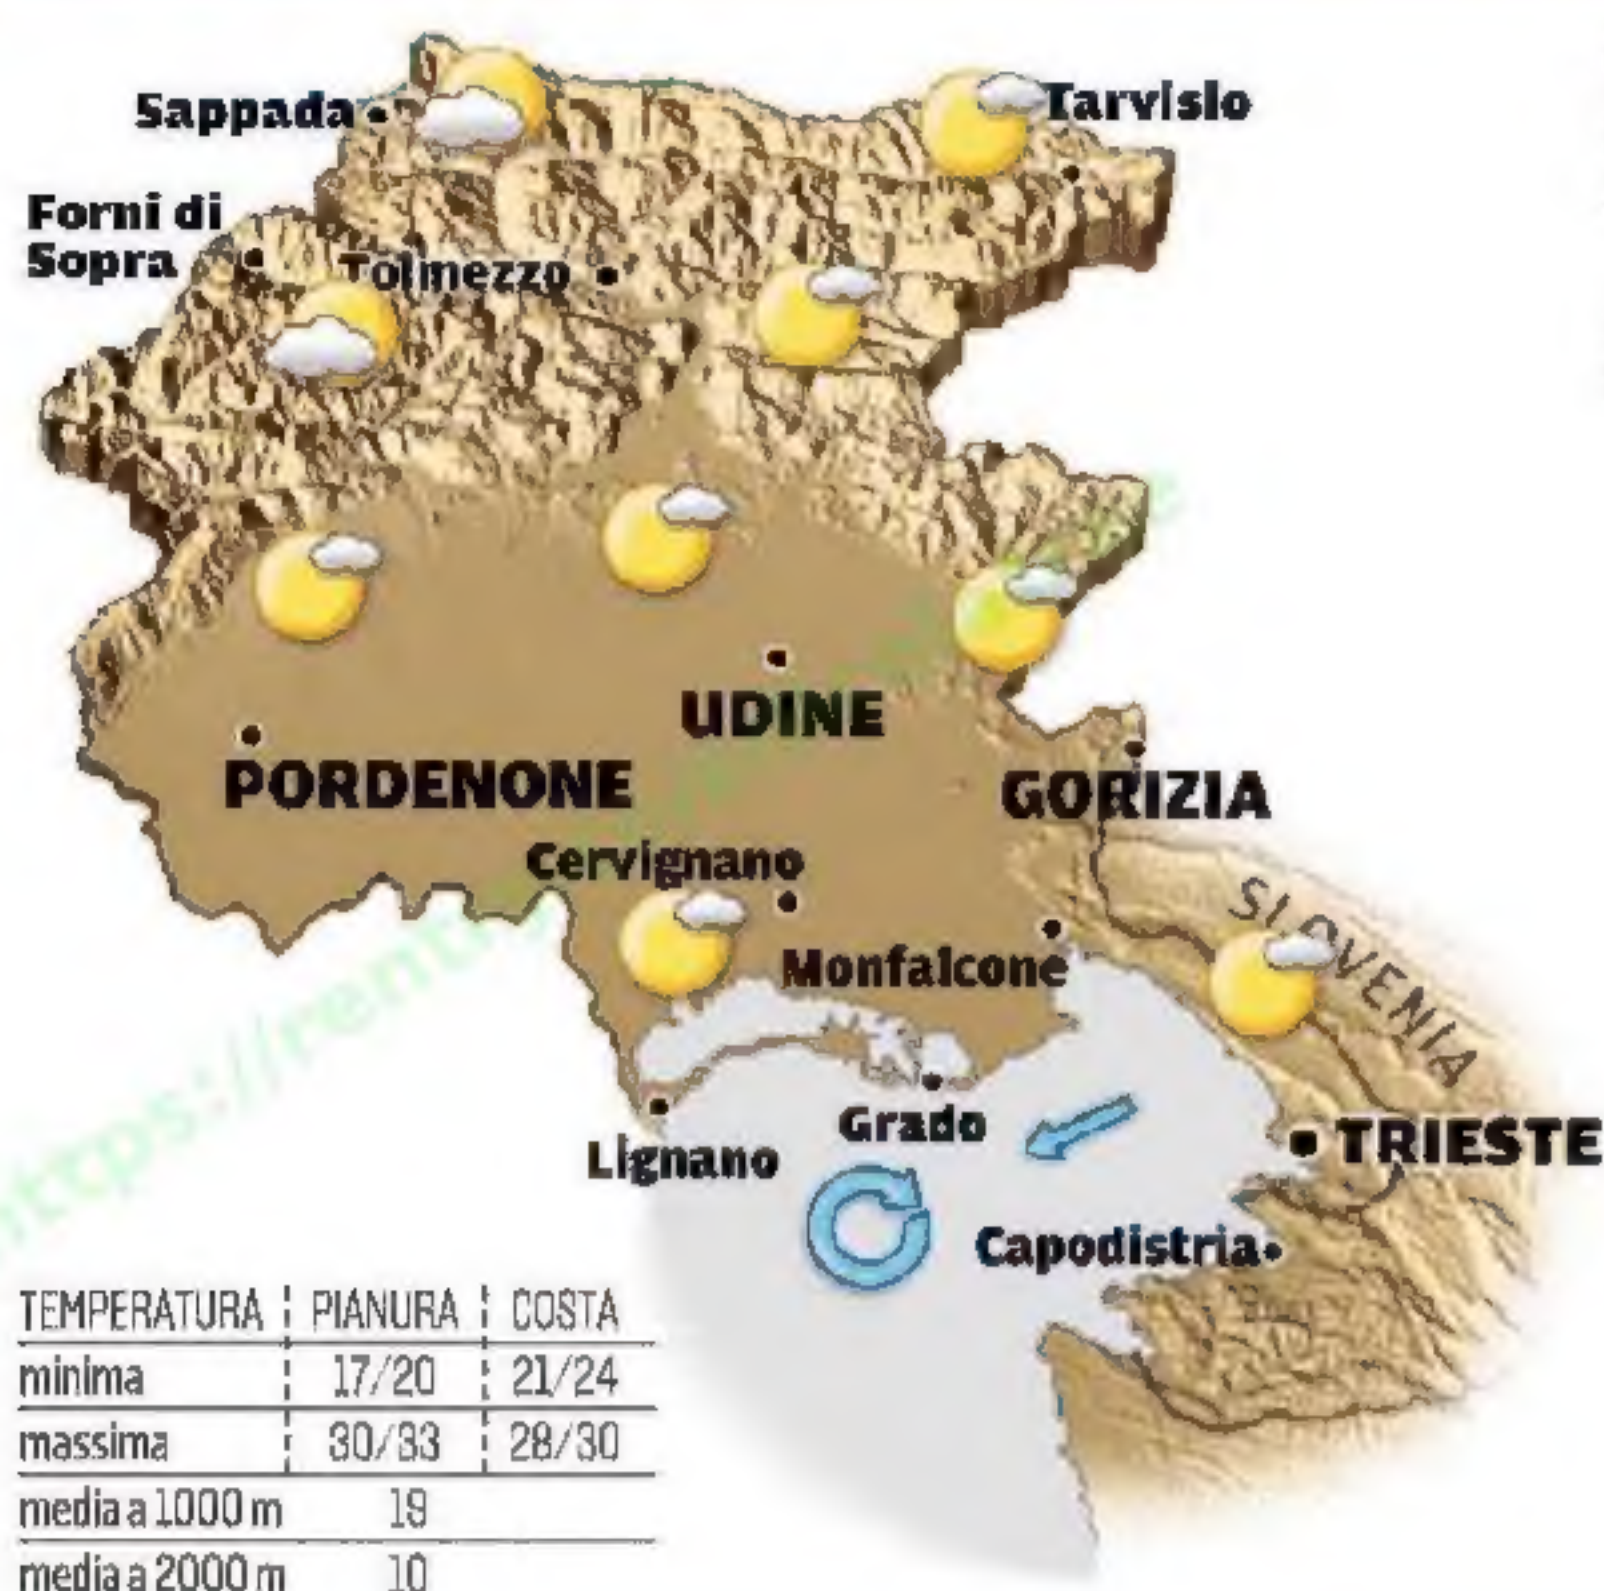 Sappada
Tarvisio
Forni di
Sopra
Tolmezzo
UDINE
PORDENONE
GORIZIA
Cervignano
SLOVENIA
Monfalcone
Grado
TRIESTE
Lignano
Capodistria
TEMPERATURA PIANURA COSTA
minima 17/20 21/24
massima 30/33 28/30
media a 1000 m
media a 2000 m 10